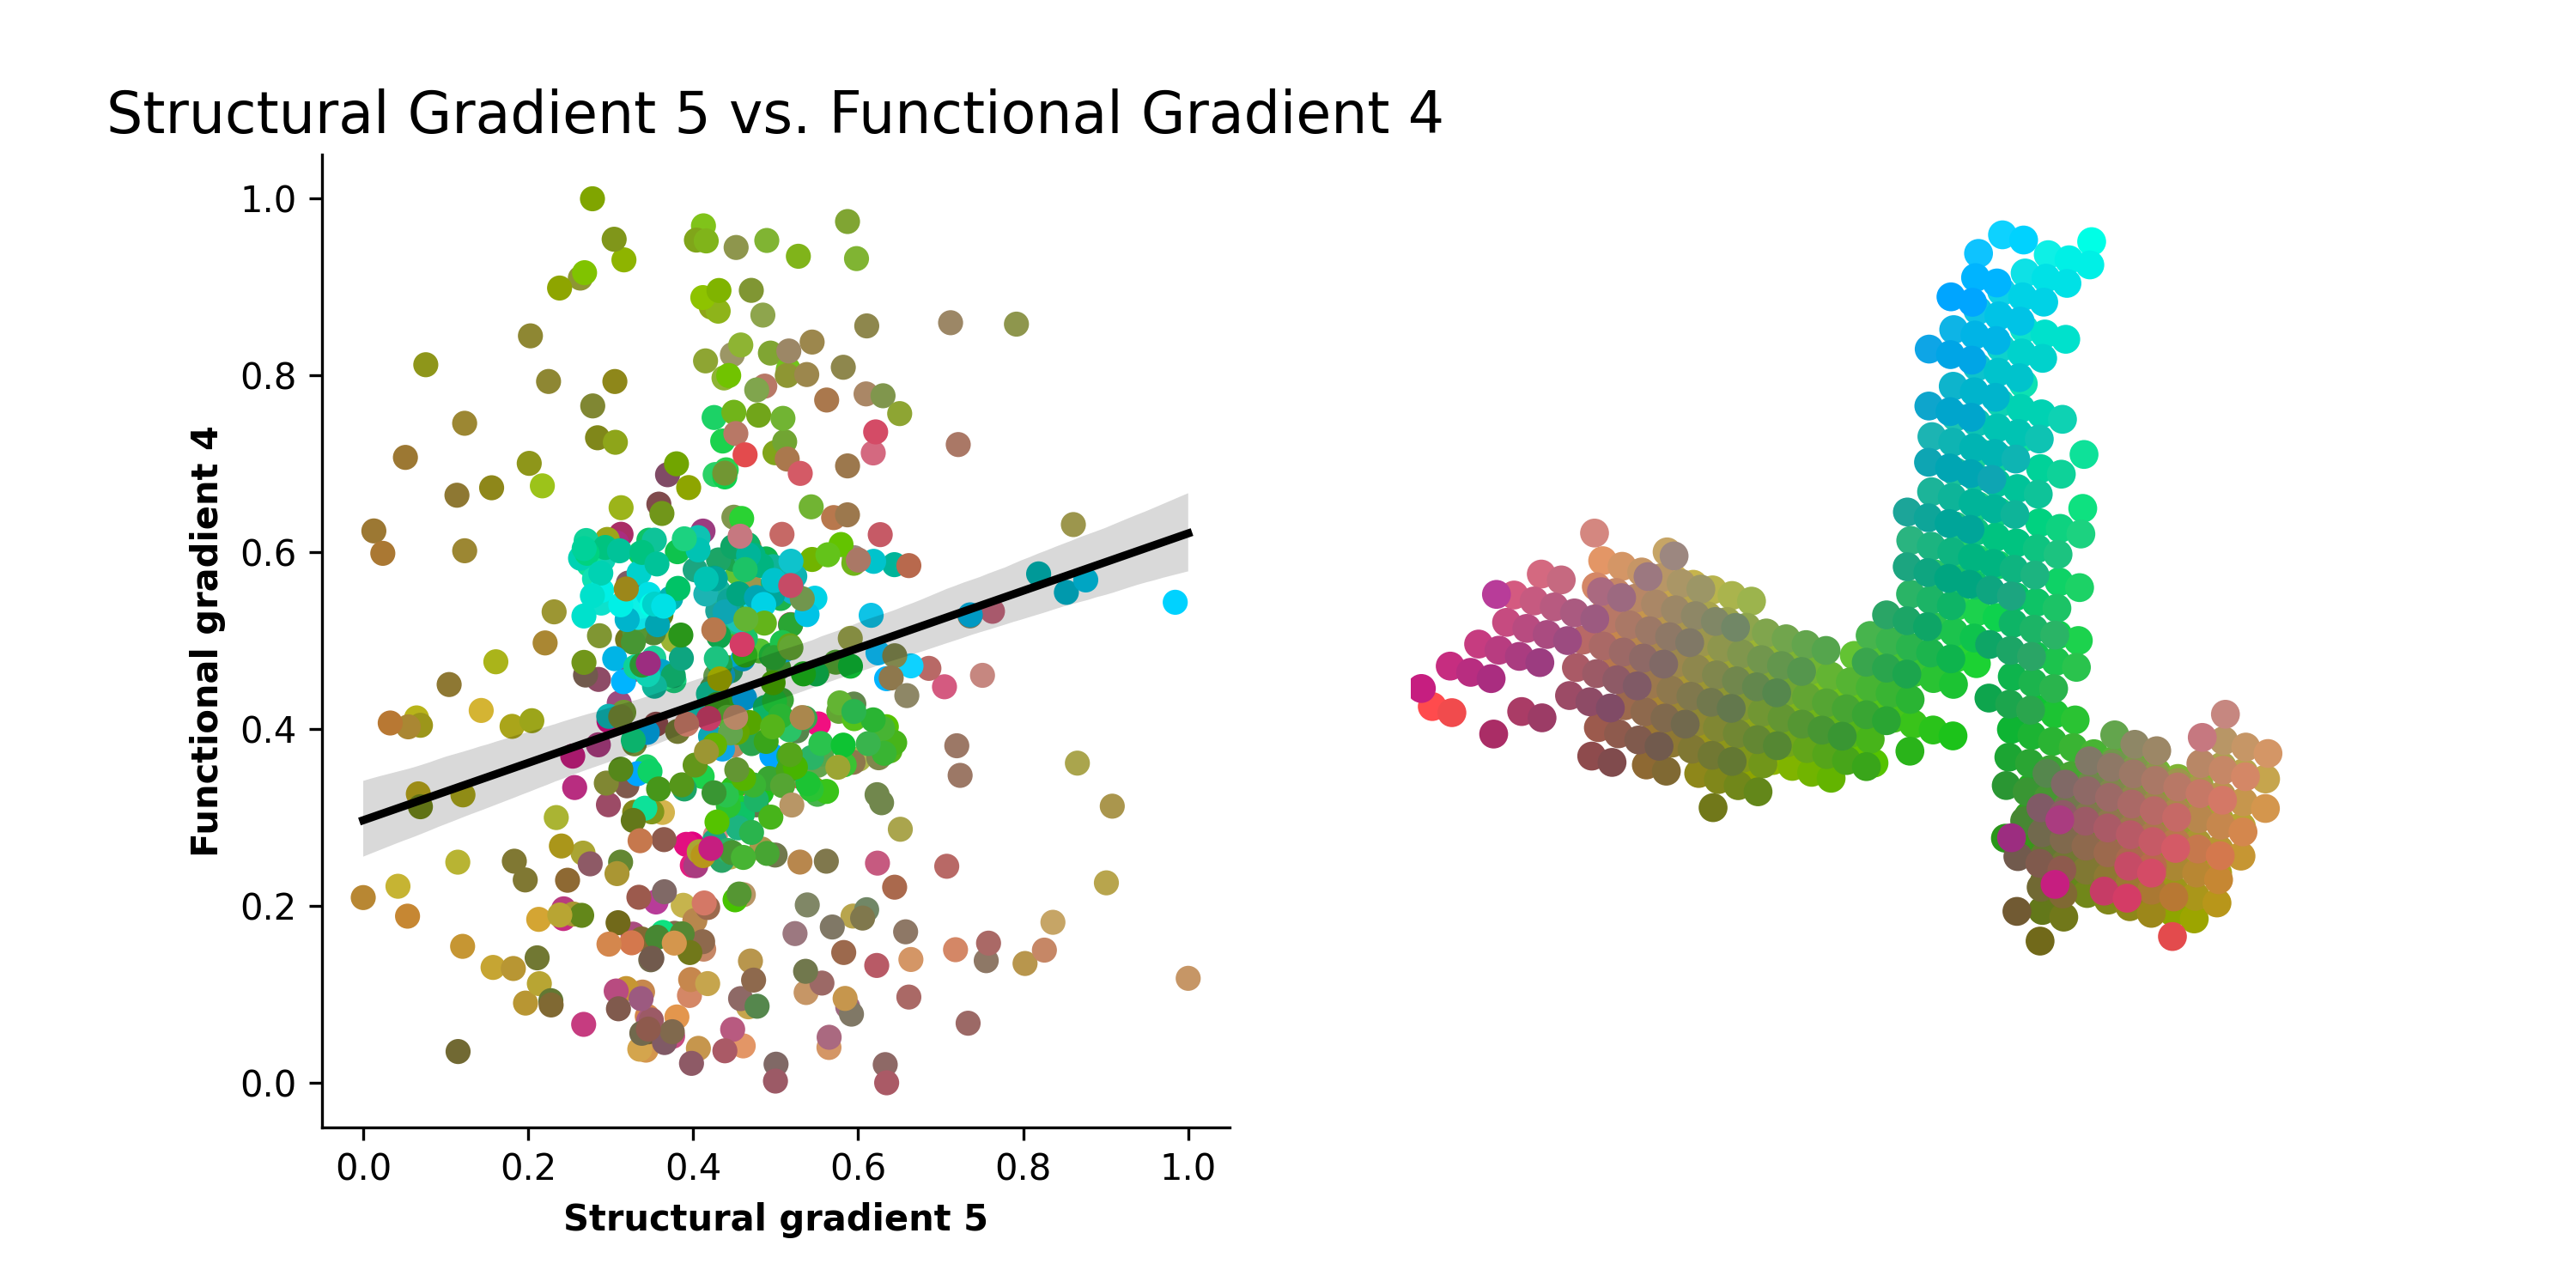 Structural Gradient 5 vs. Functional Gradient 4
1.0
0.8
0.6
0.4
0.2
0.0
Functional gradient 4
0.0 0.2 0.4 0.6 0.8 1.0
Structural gradient 5